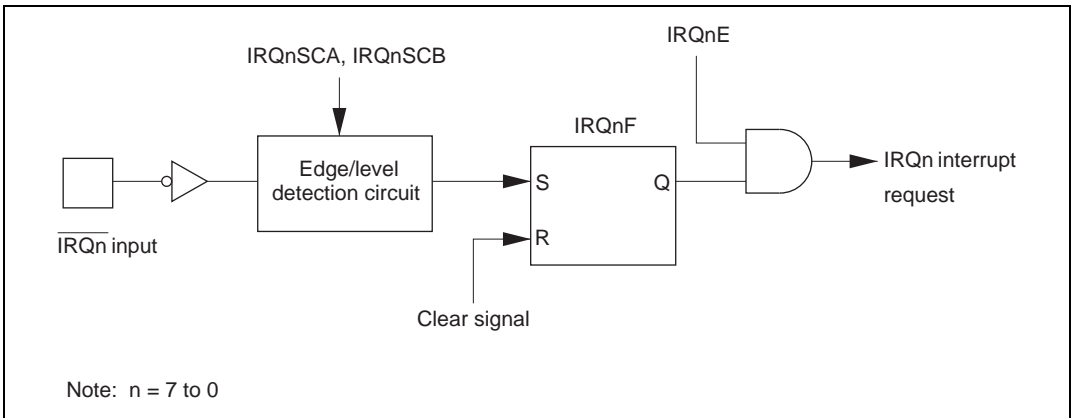 IRQnE
IRQnSCA, IRQnSCB
IRQnF
Edge/level
detection circuit
S
Q
R
IRQn interrupt
request
IRQn input
Clear signal
Note: n = 7 to 0